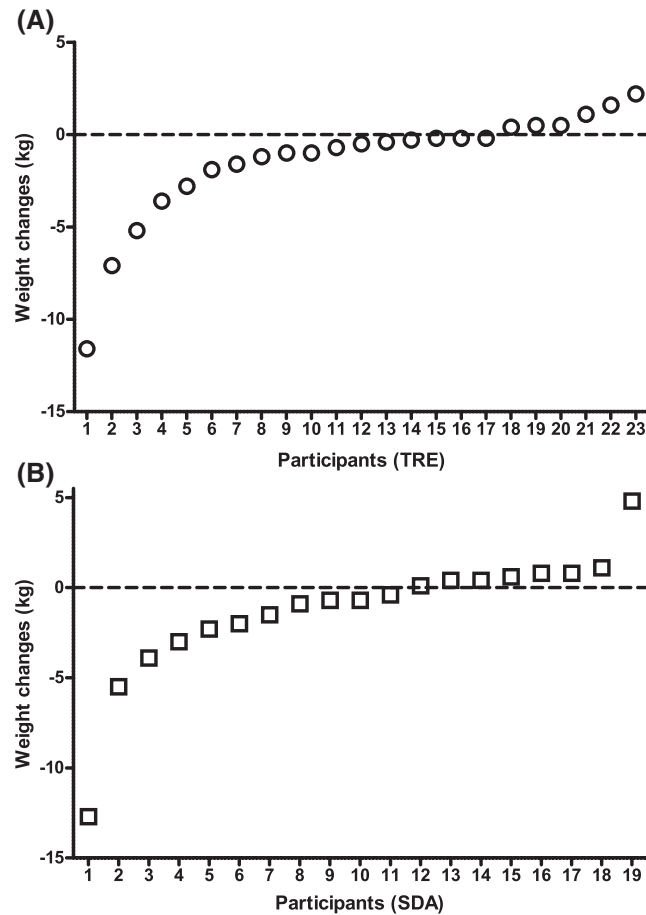 (A)
5
0
-5
-10
-15
Weight changes (kg)
1 2 3 4 5 6 7 8 9 10 11 12 13 14 15 16 17 18 19 20 21 22 23
Participants (TRE)
(B)
5
0
-5
-10
-15
Weight changes (kg)
1 2 3 4 5 6 7 8 9 10 11 12 13 14 15 16 17 18 19
Participants (SDA)